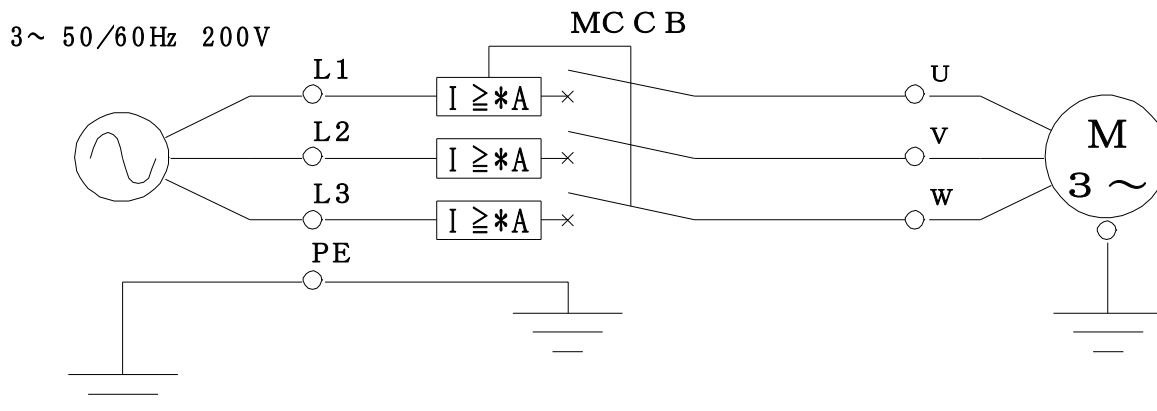 MCCB
3~ 50/60Hz 200V
L1
U
I ≧*A
L2
V
I ≧*A
L3
W
I ≧*A
PE
M
3 ~